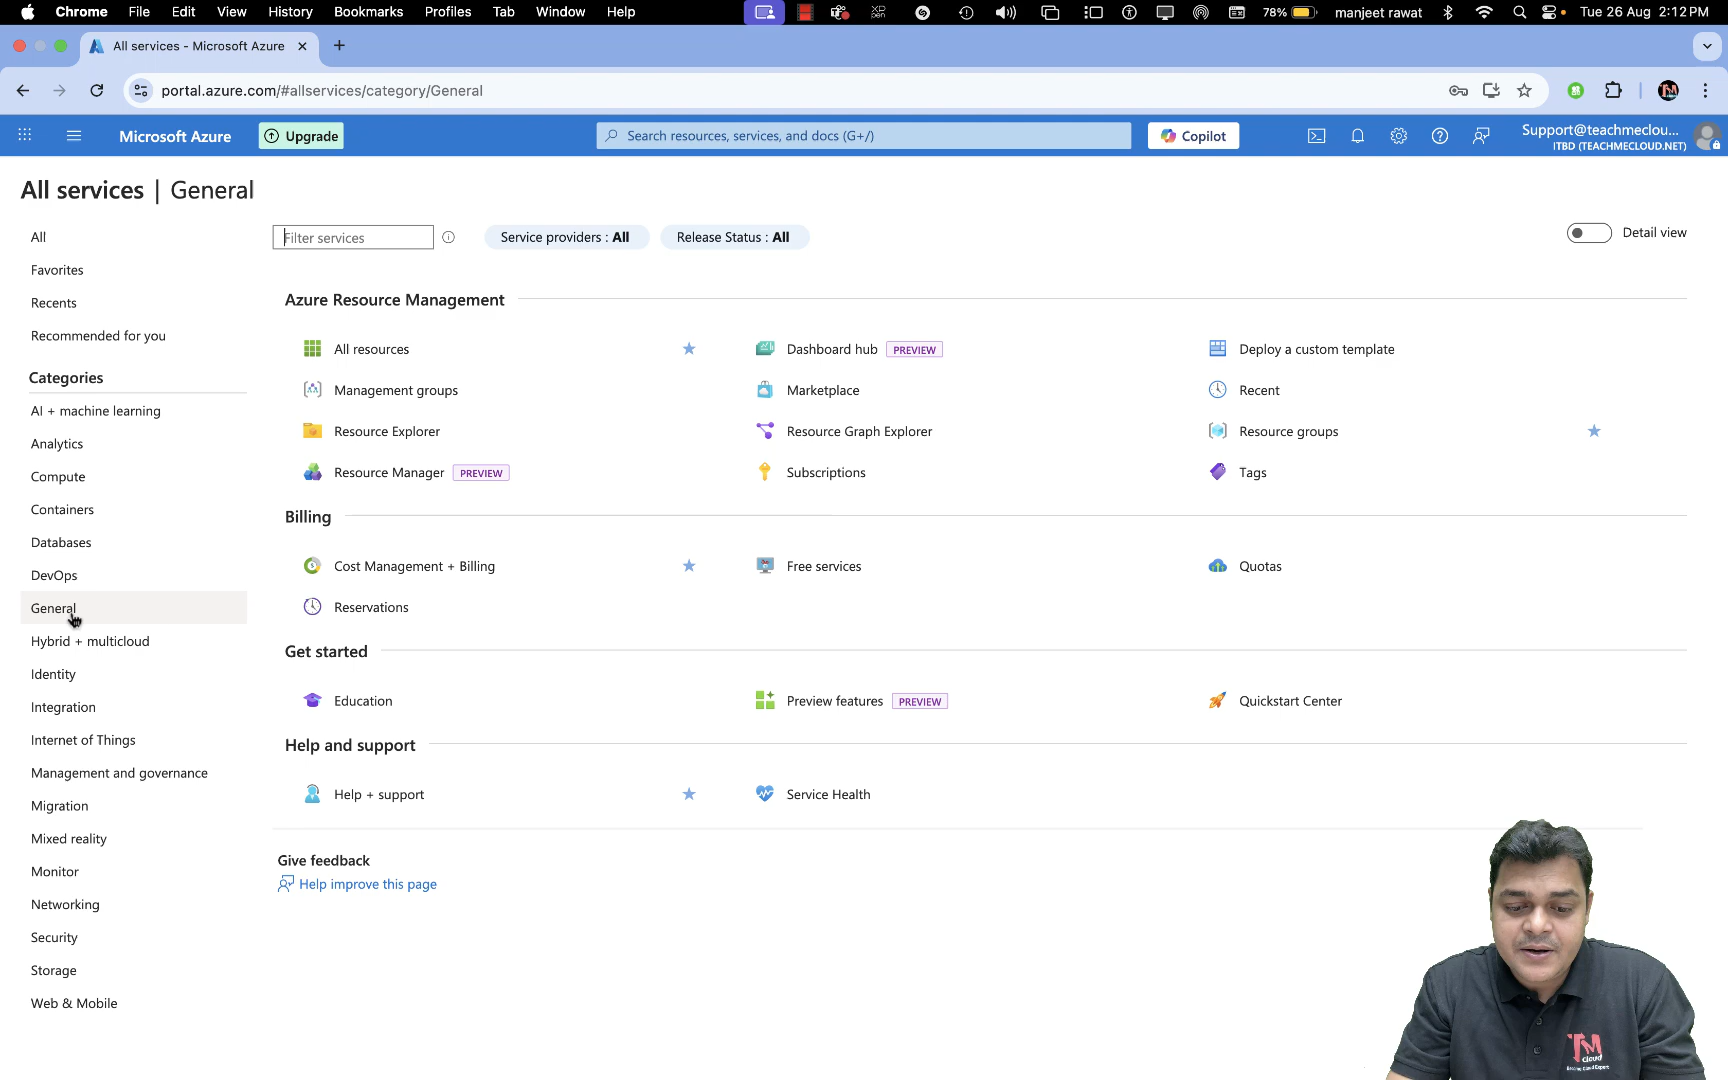 Chrome File Edit View History Bookmarks Profiles Tab Window Help 78% manjeet rawat Tue 26 Aug 2:12 PM
All services - Microsoft Azure
portal.azure.com/#allservices/category/General
Microsoft Azure Upgrade Search resources, services, and docs (G+/) Copilot Support@teachmeclou...
ITBD (TEACHMECLOUD.NET)
All services | General
All
Favorites
Recents
Recommended for you
Categories
AI + machine learning
Analytics
Compute
Containers
Databases
DevOps
General
Hybrid + multicloud
Identity
Integration
Internet of Things
Management and governance
Migration
Mixed reality
Monitor
Networking
Security
Storage
Web & Mobile
Filter services Service providers : All Release Status : All Detail view
Azure Resource Management
All resources Dashboard hub PREVIEW Deploy a custom template
Management groups Marketplace Recent
Resource Explorer Resource Graph Explorer Resource groups
Resource Manager PREVIEW Subscriptions Tags
Billing
Cost Management + Billing Free services Quotas
Reservations
Get started
Education Preview features PREVIEW Quickstart Center
Help and support
Help + support Service Health
Give feedback
Help improve this page
TM
Cloud
Become Cloud Expert